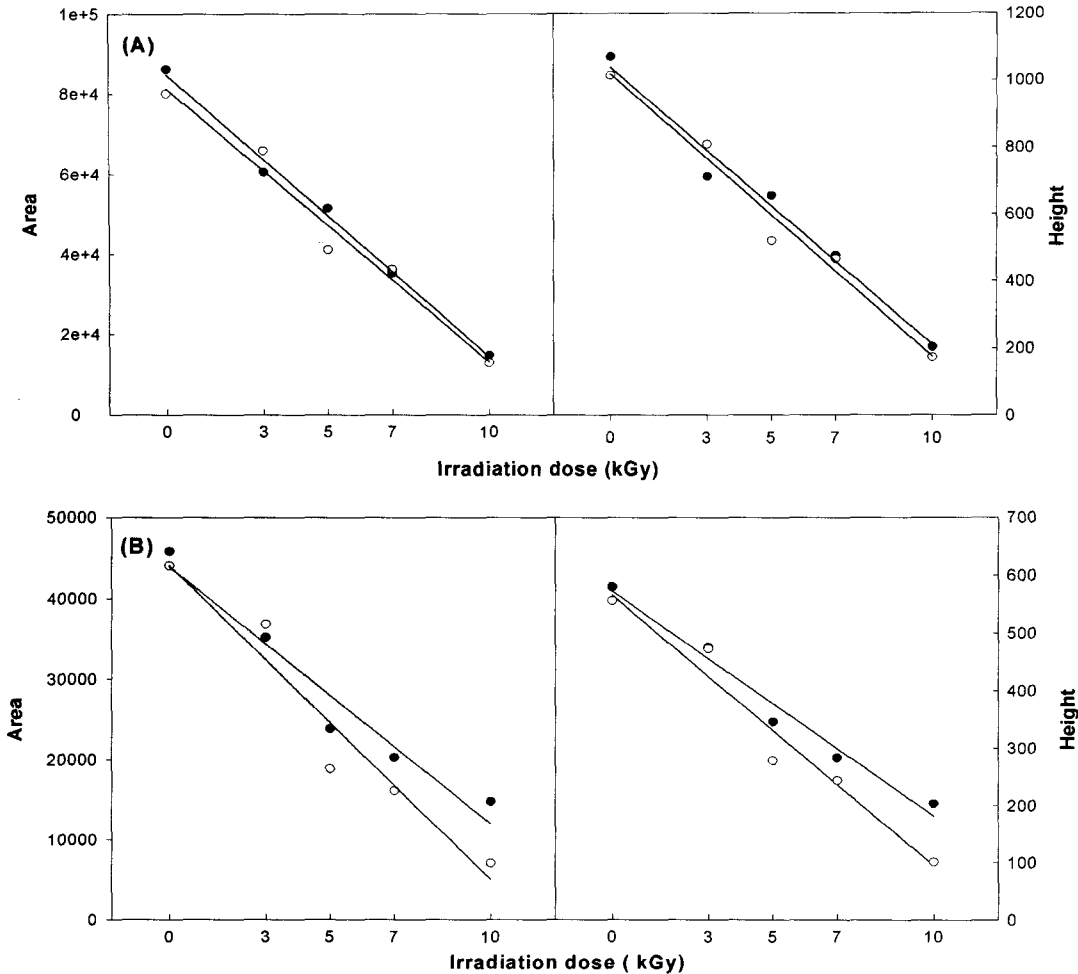 (A)
1e+5
8e+4
6e+4
4e+4
2e+4
0
Area
1200
1000
800
600
400
200
0
Height
0 3 5 7 10 0 3 5 7 10
Irradiation dose (kGy)
(B)
50000
40000
30000
20000
10000
0
Area
700
600
500
400
300
200
100
0
Height
0 3 5 7 10 0 3 5 7 10
Irradiation dose ( kGy)